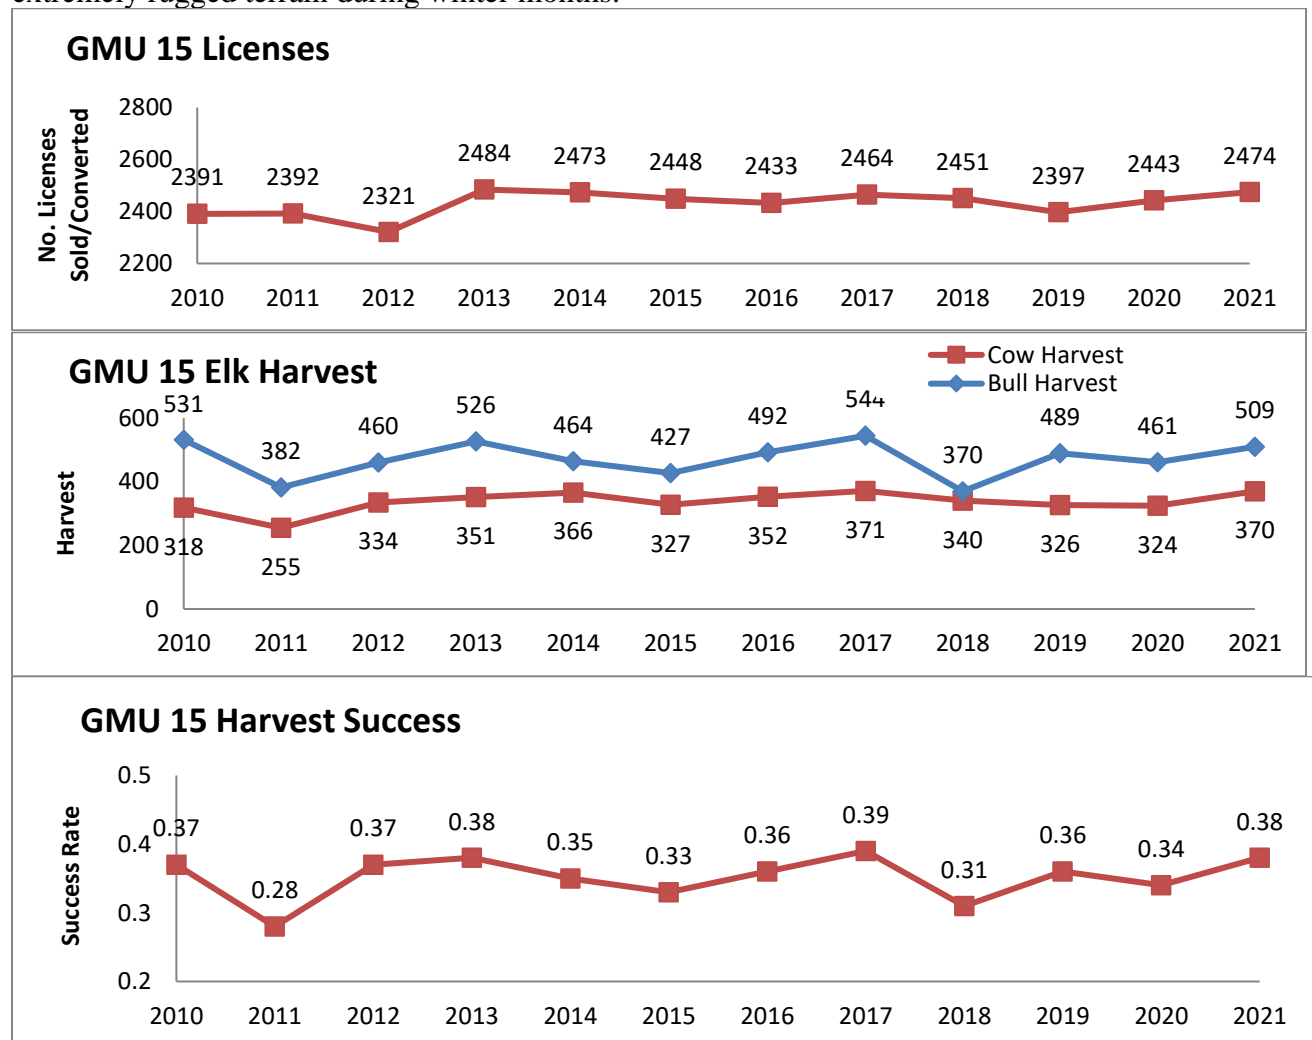 extremely rugged terrain during winter months.
GMU 15 Licenses
No. Licenses
Sold/Converted
2800
2600
2400
2200
2391 2392 2321 2484 2473 2448 2433 2464 2451 2397 2443 2474
2010 2011 2012 2013 2014 2015 2016 2017 2018 2019 2020 2021
GMU 15 Elk Harvest
Cow Harvest
Bull Harvest
Harvest
600
400
200
0
531 382 460 526 464 427 492 544 370 489 461 509
318 255 334 351 366 327 352 371 340 326 324 370
2010 2011 2012 2013 2014 2015 2016 2017 2018 2019 2020 2021
GMU 15 Harvest Success
Success Rate
0.5
0.4
0.3
0.2
0.37 0.28 0.37 0.38 0.35 0.33 0.36 0.39 0.31 0.36 0.34 0.38
2010 2011 2012 2013 2014 2015 2016 2017 2018 2019 2020 2021